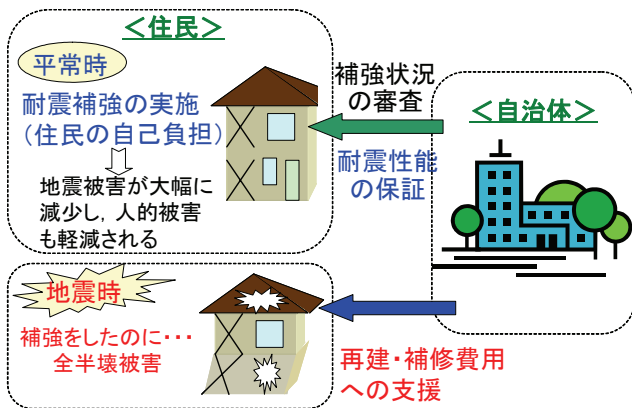 ＜住民＞
平常時
耐震補強の実施
（住民の自己負担）
地震被害が大幅に
減少し，人的被害
も軽減される
補強状況
の審査
耐震性能
の保証
＜自治体＞
地震時
補強をしたのに・・・
全半壊被害
再建・補修費用
への支援